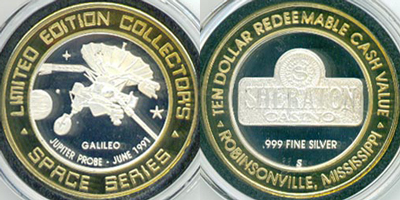 LIMITED EDITION COLLECTOR'S
GALILEO
JUPITER PROBE - JUNE 1991
• SPACE SERIES •
TEN DOLLAR REDEEMABLE CASH VALUE
S
SHERATON
CASINO
.999 FINE SILVER
S
• ROBINSONVILLE, MISSISSIPPI •